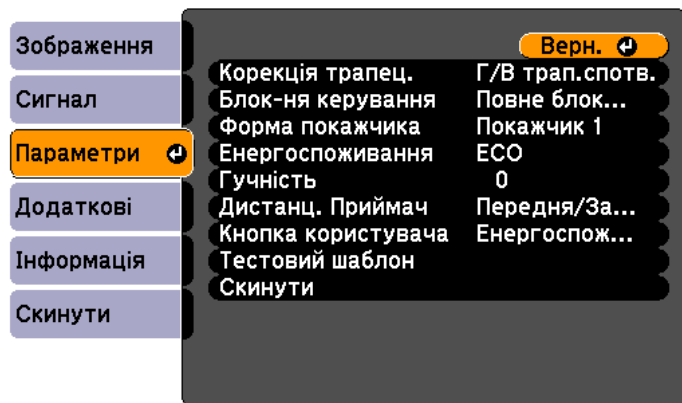 Зображення
Сигнал
Параметри
Додаткові
Інформація
Скинути
Верн.
Корекція трапец. Г/В трап.спотв.
Блок-ня керування Повне блок...
Форма покажчика Покажчик 1
Енергоспоживання ECO
Гучність 0
Дистанц. Приймач Передня/За...
Кнопка користувача Енергоспож...
Тестовий шаблон
Скинути